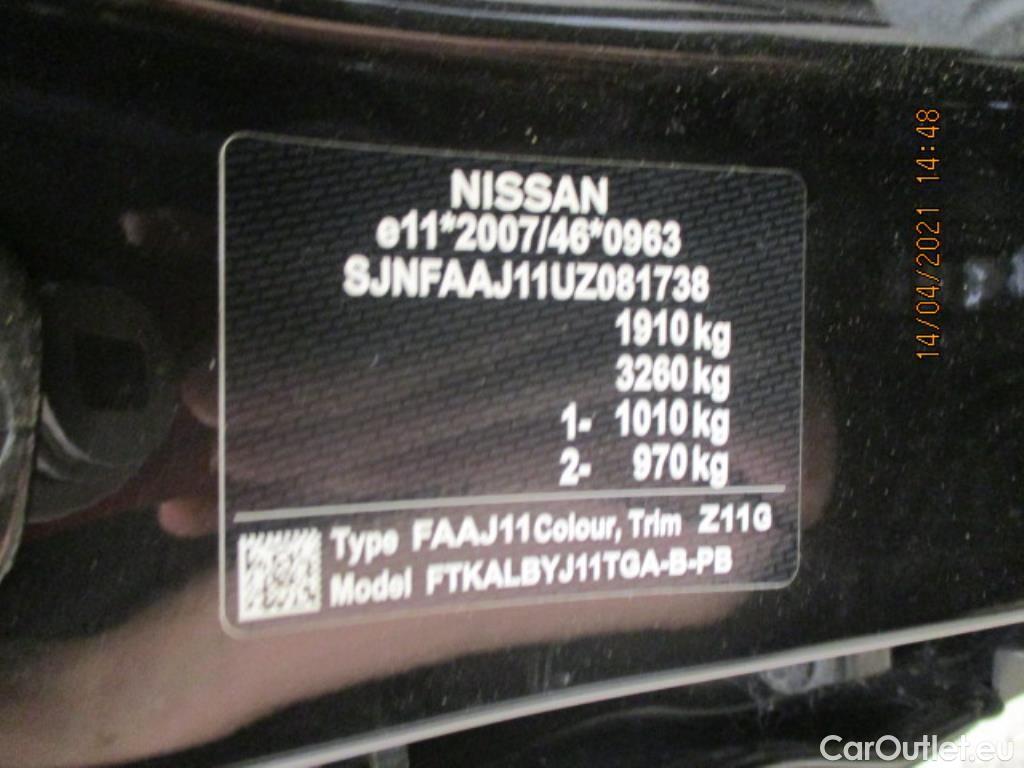 NISSAN
e11*2007/46*0963
SJNFAAJ11UZ081738
1910 kg
3260 kg
1- 1010 kg
2- 970 kg
Type FAAJ11 Colour, Trim Z11G
Model FTKALBYJ11TGA-B-PB
14/04/2021 14:48
CarOutlet.eu